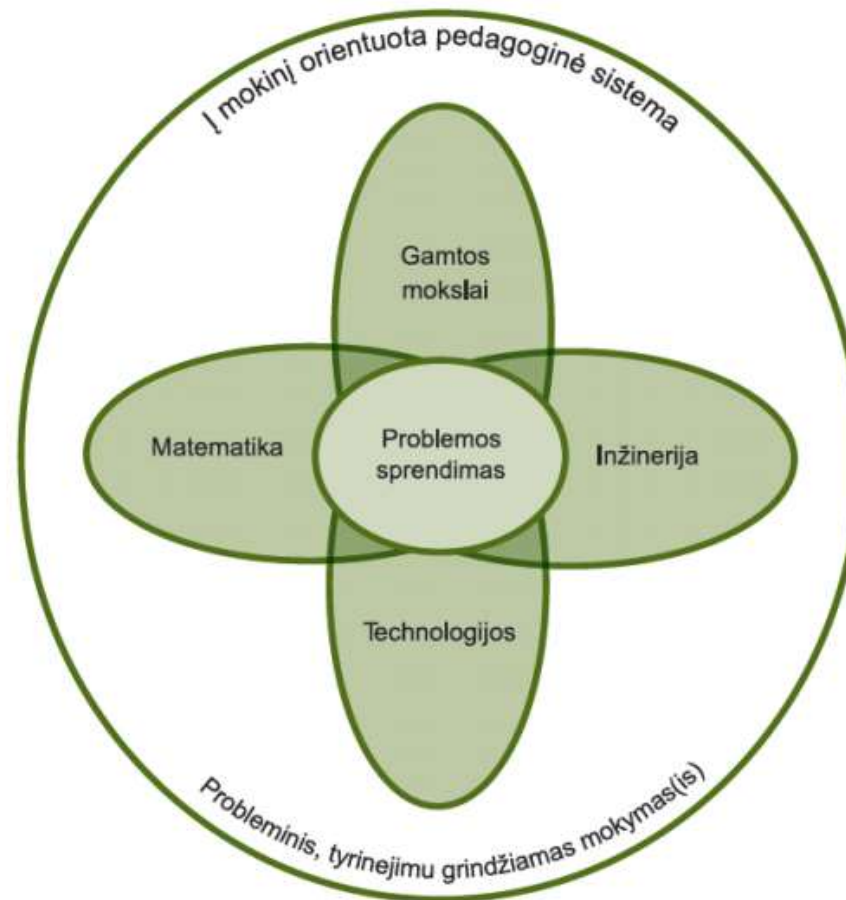 Į mokinį orientuota pedagoginė sistema
Gamtos
mokslai
Matematika
Problemos
sprendimas
Inžinerija
Technologijos
Probleminis, tyrinejimu grindžiamas mokymas(is)